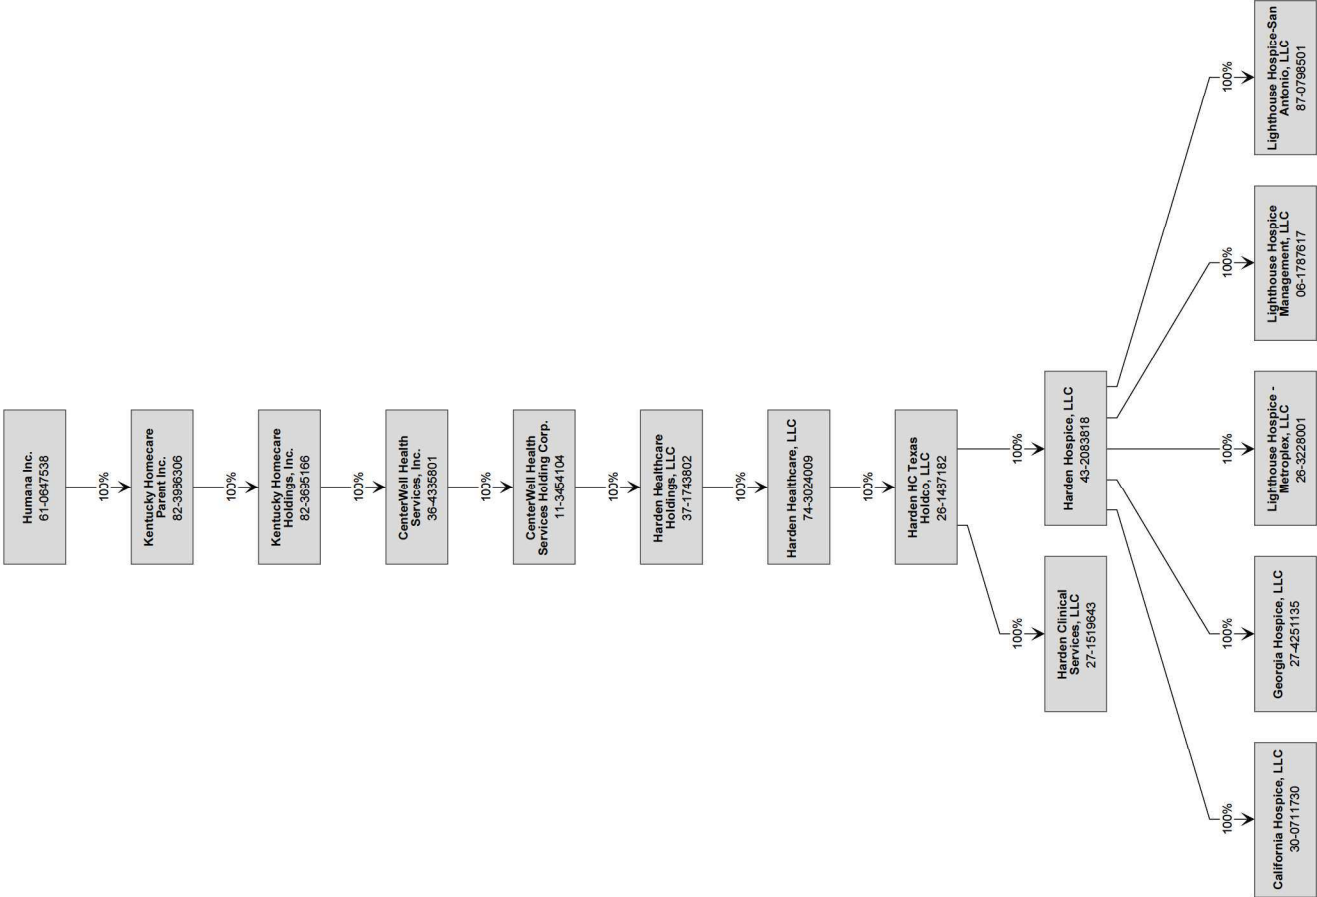 Humana Inc.
61-0647538
100%
Kentucky Homecare
Parent Inc.
82-3986306
100%
Kentucky Homecare
Holdings, Inc.
82-3695166
100%
CenterWell Health
Services, Inc.
36-4335801
100%
CenterWell Health
Services Holding Corp.
11-3454104
100%
Harden Healthcare
Holdings, LLC
37-1743802
100%
Harden Healthcare, LLC
74-3024009
100%
Harden HC Texas
Holdco, LLC
26-1487182
100%
Harden Clinical
Services, LLC
27-1519643
100%
Harden Hospice, LLC
43-2083818
100%
California Hospice, LLC
30-0711730
100%
Georgia Hospice, LLC
27-4251135
100%
Lighthouse Hospice -
Metroplex, LLC
26-3228001
100%
Lighthouse Hospice
Management, LLC
06-1787617
100%
Lighthouse Hospice-San
Antonio, LLC
87-0798501